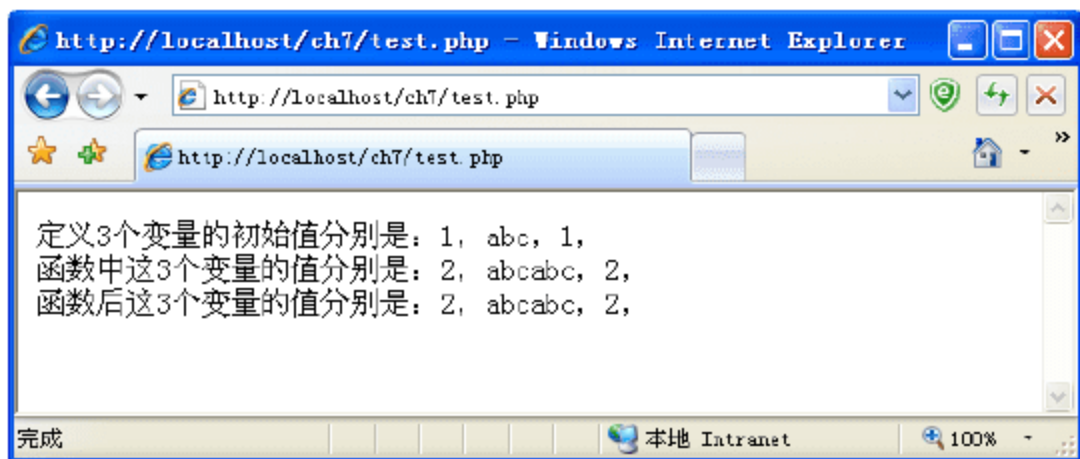 http://localhost/ch7/test.php - Windows Internet Explorer
http://localhost/ch7/test.php
http://localhost/ch7/test.php
定义3个变量的初始值分别是：1, abc, 1,
函数中这3个变量的值分别是：2, abcabc, 2,
函数后这3个变量的值分别是：2, abcabc, 2,
完成 本地 Intranet 100%